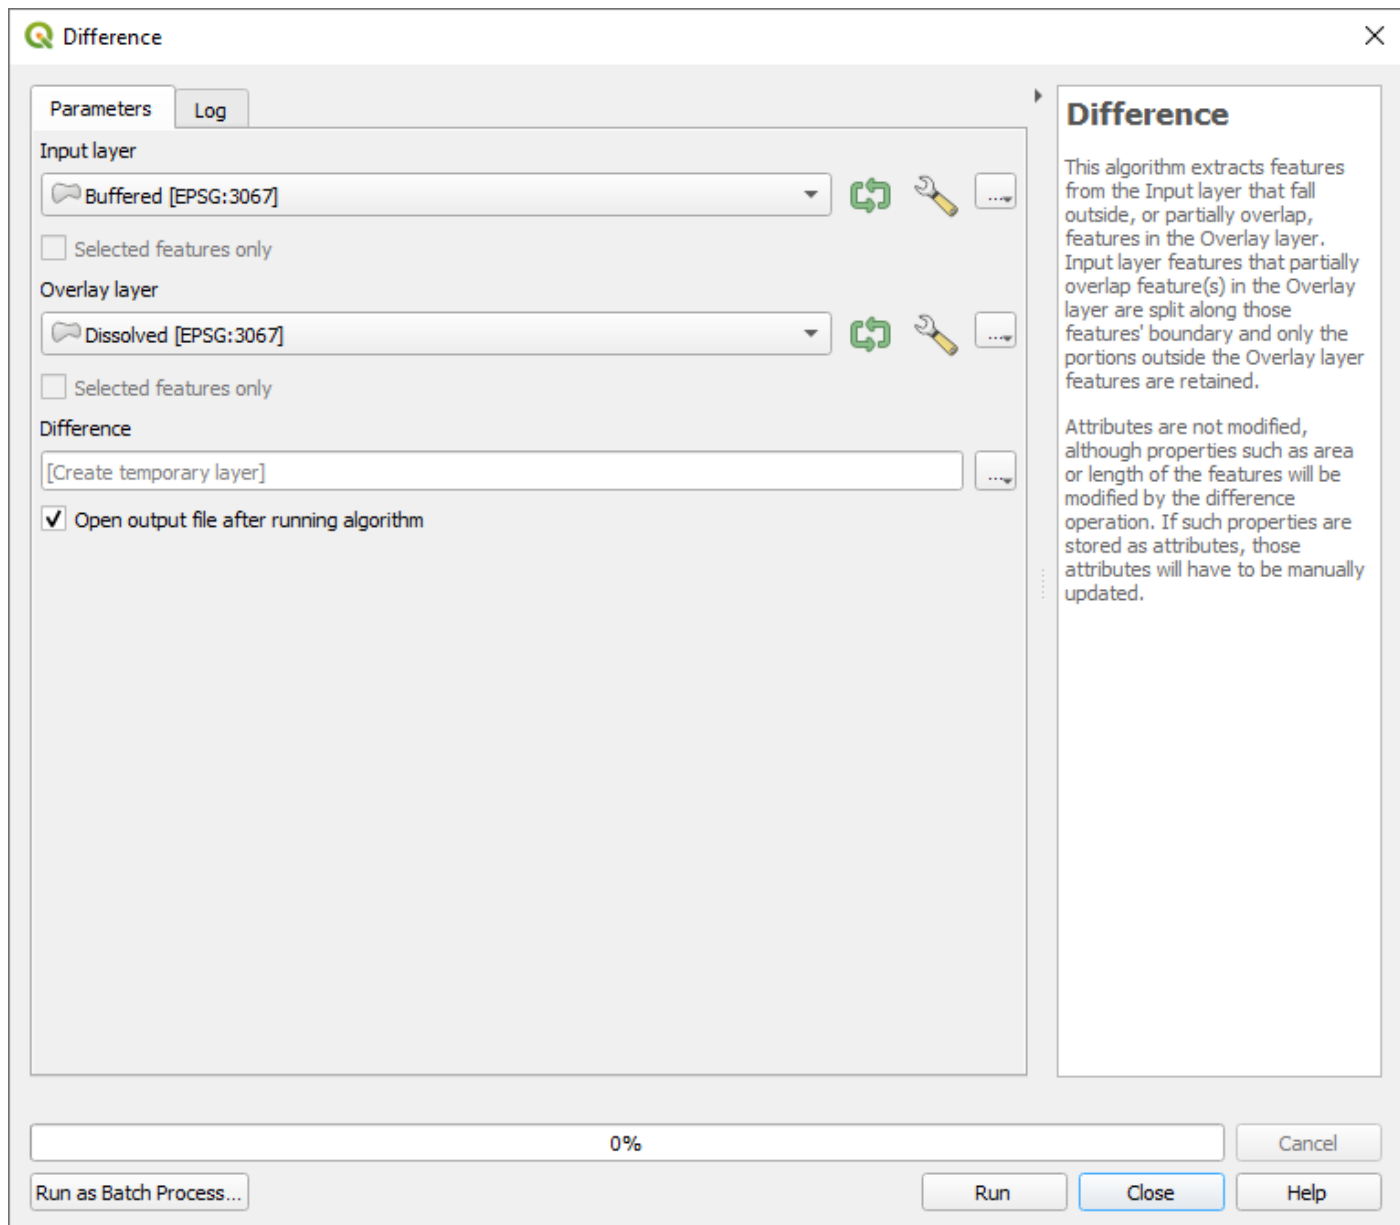 Difference
Parameters
Log
Input layer
Buffered [EPSG:3067]
...
Selected features only
Overlay layer
Dissolved [EPSG:3067]
...
Selected features only
Difference
[Create temporary layer]
...
Open output file after running algorithm
Difference
This algorithm extracts features
from the Input layer that fall
outside, or partially overlap,
features in the Overlay layer.
Input layer features that partially
overlap feature(s) in the Overlay
layer are split along those
features' boundary and only the
portions outside the Overlay layer
features are retained.
Attributes are not modified,
although properties such as area
or length of the features will be
modified by the difference
operation. If such properties are
stored as attributes, those
attributes will have to be manually
updated.
0%
Cancel
Run as Batch Process...
Run
Close
Help